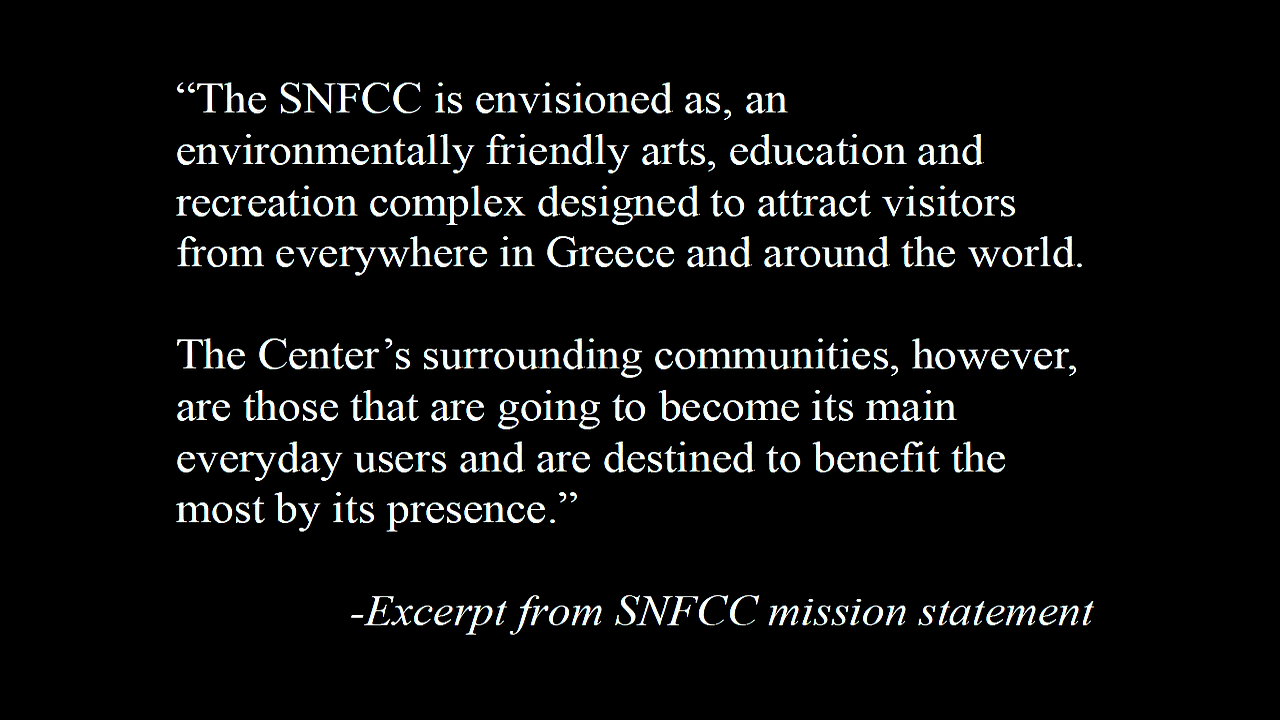 “The SNFCC is envisioned as, an
environmentally friendly arts, education and
recreation complex designed to attract visitors
from everywhere in Greece and around the world.
The Center’s surrounding communities, however,
are those that are going to become its main
everyday users and are destined to benefit the
most by its presence.”
-Excerpt from SNFCC mission statement